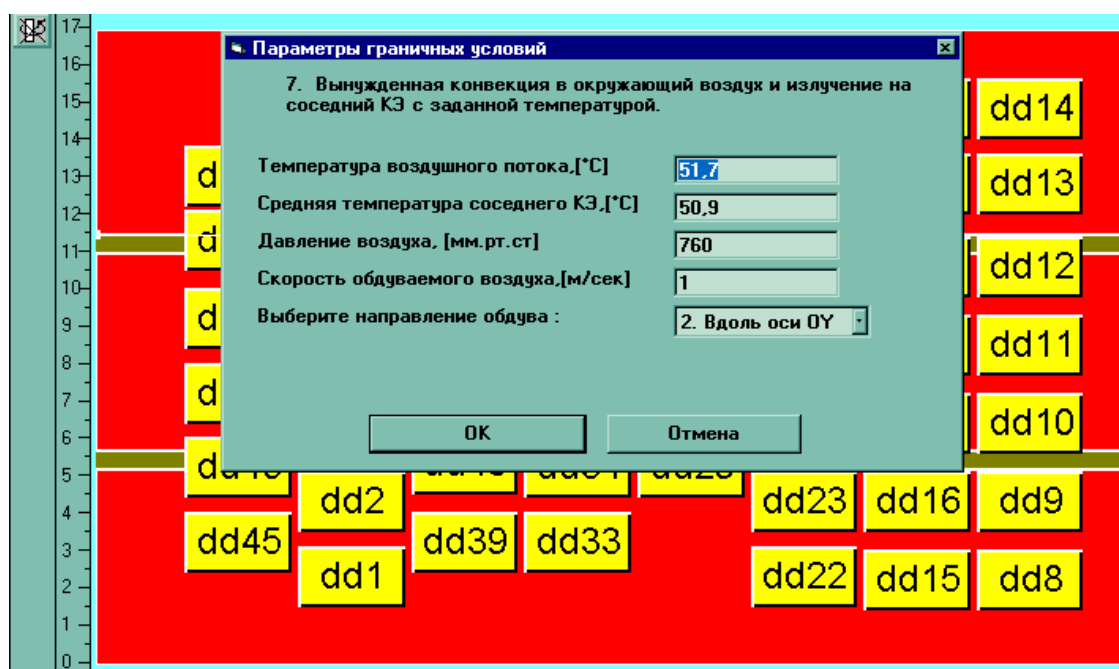 17
Параметры граничных условий
16
7. Вынужденная конвекция в окружающий воздух и излучение на
соседний КЭ с заданной температурой.
15
dd14
14
Температура воздушного потока,[*C]
51,7
13
d
dd13
Средняя температура соседнего КЭ,[*C]
50,9
12
Давление воздуха, [мм.рт.ст]
760
11
d
dd12
Скорость обдуваемого воздуха,[м/сек]
1
10
Выберите направление обдува :
2. Вдоль оси OY
9
d
dd11
8
7
d
6
OK
Отмена
dd10
5
4
dd2
dd23
dd16
dd9
3
dd45
dd39
dd33
2
dd1
dd22
dd15
dd8
1
0